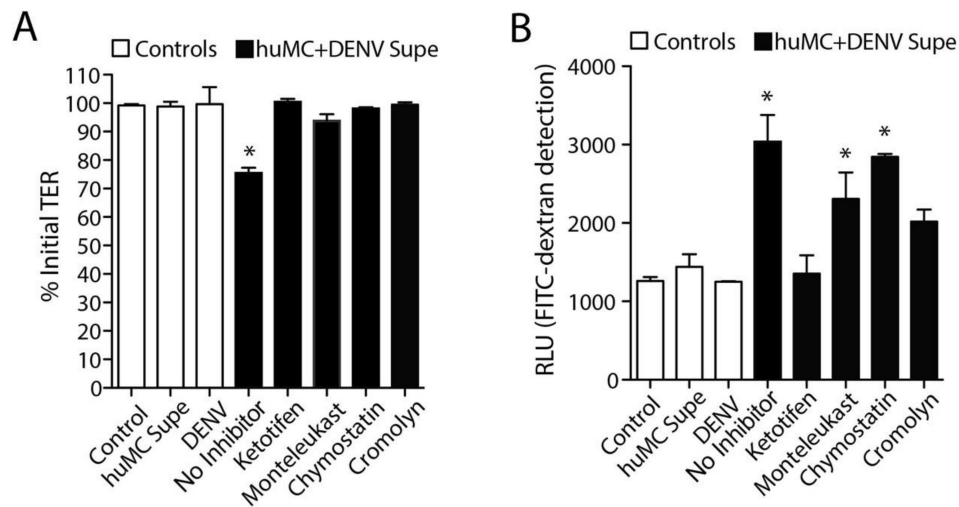 A
Controls huMC+DENV Supe
110
100
90
80
70
60
50
40
30
20
10
0
% Initial TER
*
Control
huMC Supe
DENV
No Inhibitor
Ketotifen
Monteleukast
Chymostatin
Cromolyn
B
Controls huMC+DENV Supe
4000
3000
2000
1000
0
RLU (FITC-dextran detection)
*
*
*
Control
huMC Supe
DENV
No Inhibitor
Ketotifen
Monteleukast
Chymostatin
Cromolyn